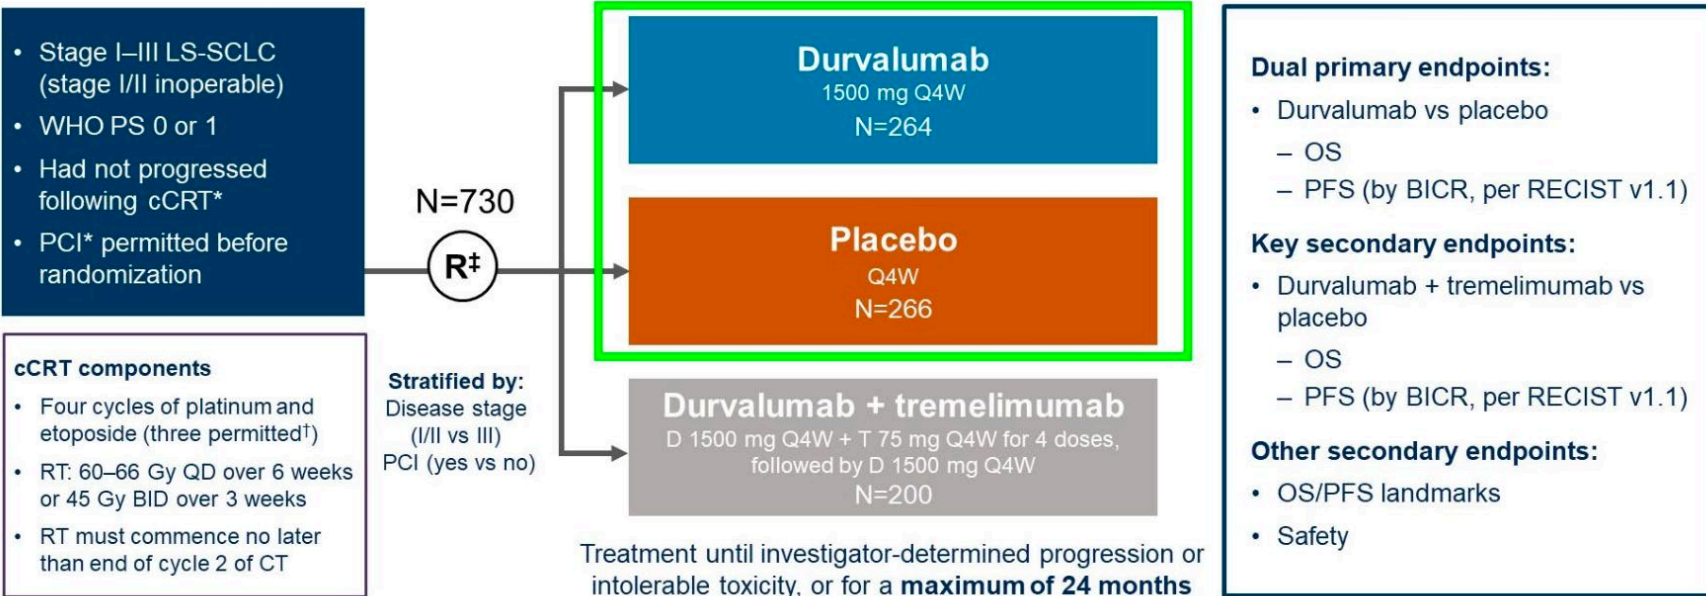 • Stage I–III LS-SCLC
(stage I/II inoperable)
• WHO PS 0 or 1
• Had not progressed
following cCRT*
• PCI* permitted before
randomization
cCRT components
• Four cycles of platinum and
etoposide (three permitted†)
• RT: 60–66 Gy QD over 6 weeks
or 45 Gy BID over 3 weeks
• RT must commence no later
than end of cycle 2 of CT
N=730
R‡
Stratified by:
Disease stage
(I/II vs III)
PCI (yes vs no)
Durvalumab
1500 mg Q4W
N=264
Placebo
Q4W
N=266
Durvalumab + tremelimumab
D 1500 mg Q4W + T 75 mg Q4W for 4 doses,
followed by D 1500 mg Q4W
N=200
Treatment until investigator-determined progression or
intolerable toxicity, or for a maximum of 24 months
Dual primary endpoints:
• Durvalumab vs placebo
– OS
– PFS (by BICR, per RECIST v1.1)
Key secondary endpoints:
• Durvalumab + tremelimumab vs
placebo
– OS
– PFS (by BICR, per RECIST v1.1)
Other secondary endpoints:
• OS/PFS landmarks
• Safety